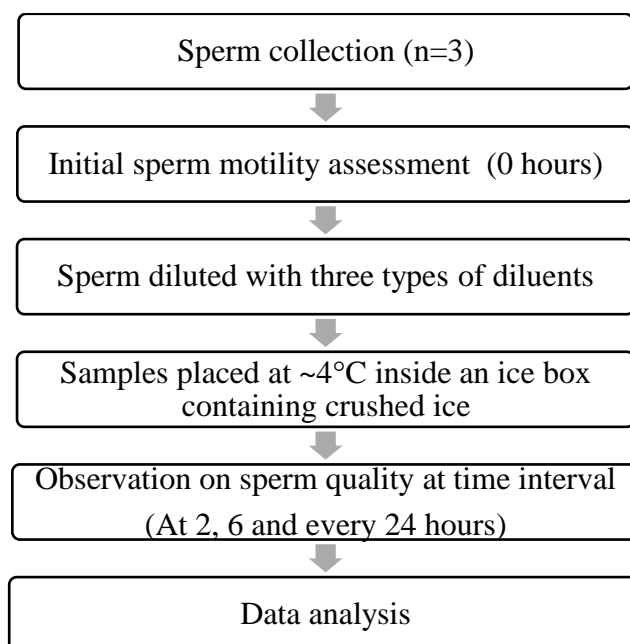 Sperm collection (n=3)
Initial sperm motility assessment (0 hours)
Sperm diluted with three types of diluents
Samples placed at ~4°C inside an ice box
containing crushed ice
Observation on sperm quality at time interval
(At 2, 6 and every 24 hours)
Data analysis